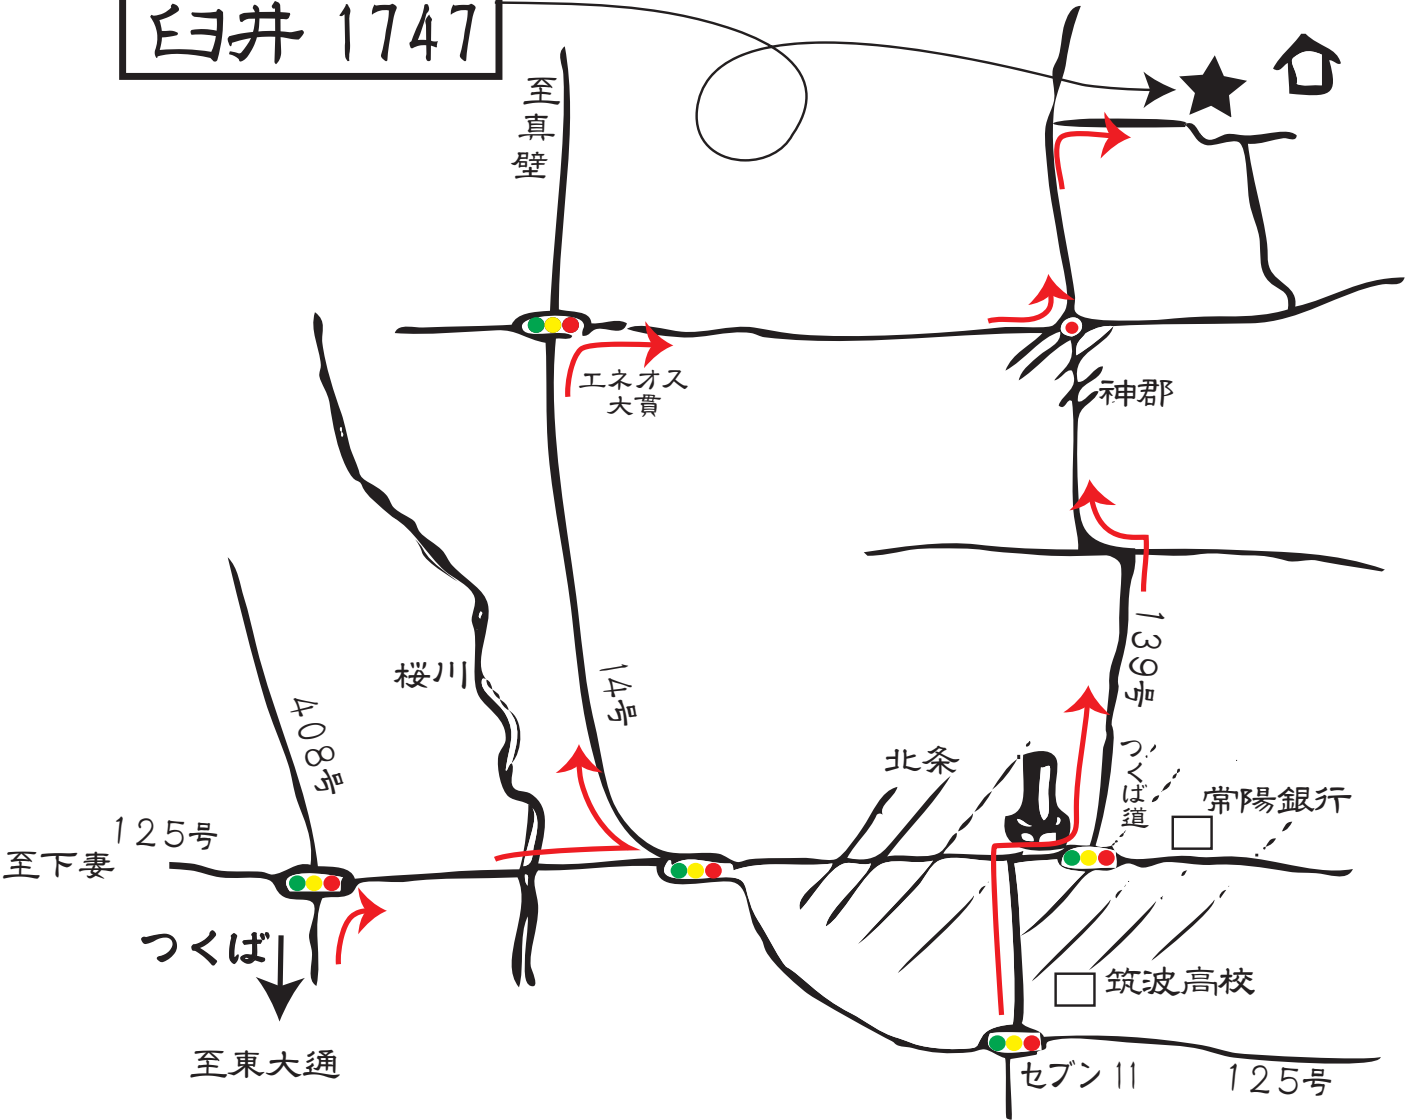 臼井 1747
至真壁
エネオス
大貫
神郡
139号
桜川
14号
408号
北条
つくば道
常陽銀行
125号
至下妻
つくば
筑波高校
至東大通
セブン11
125号